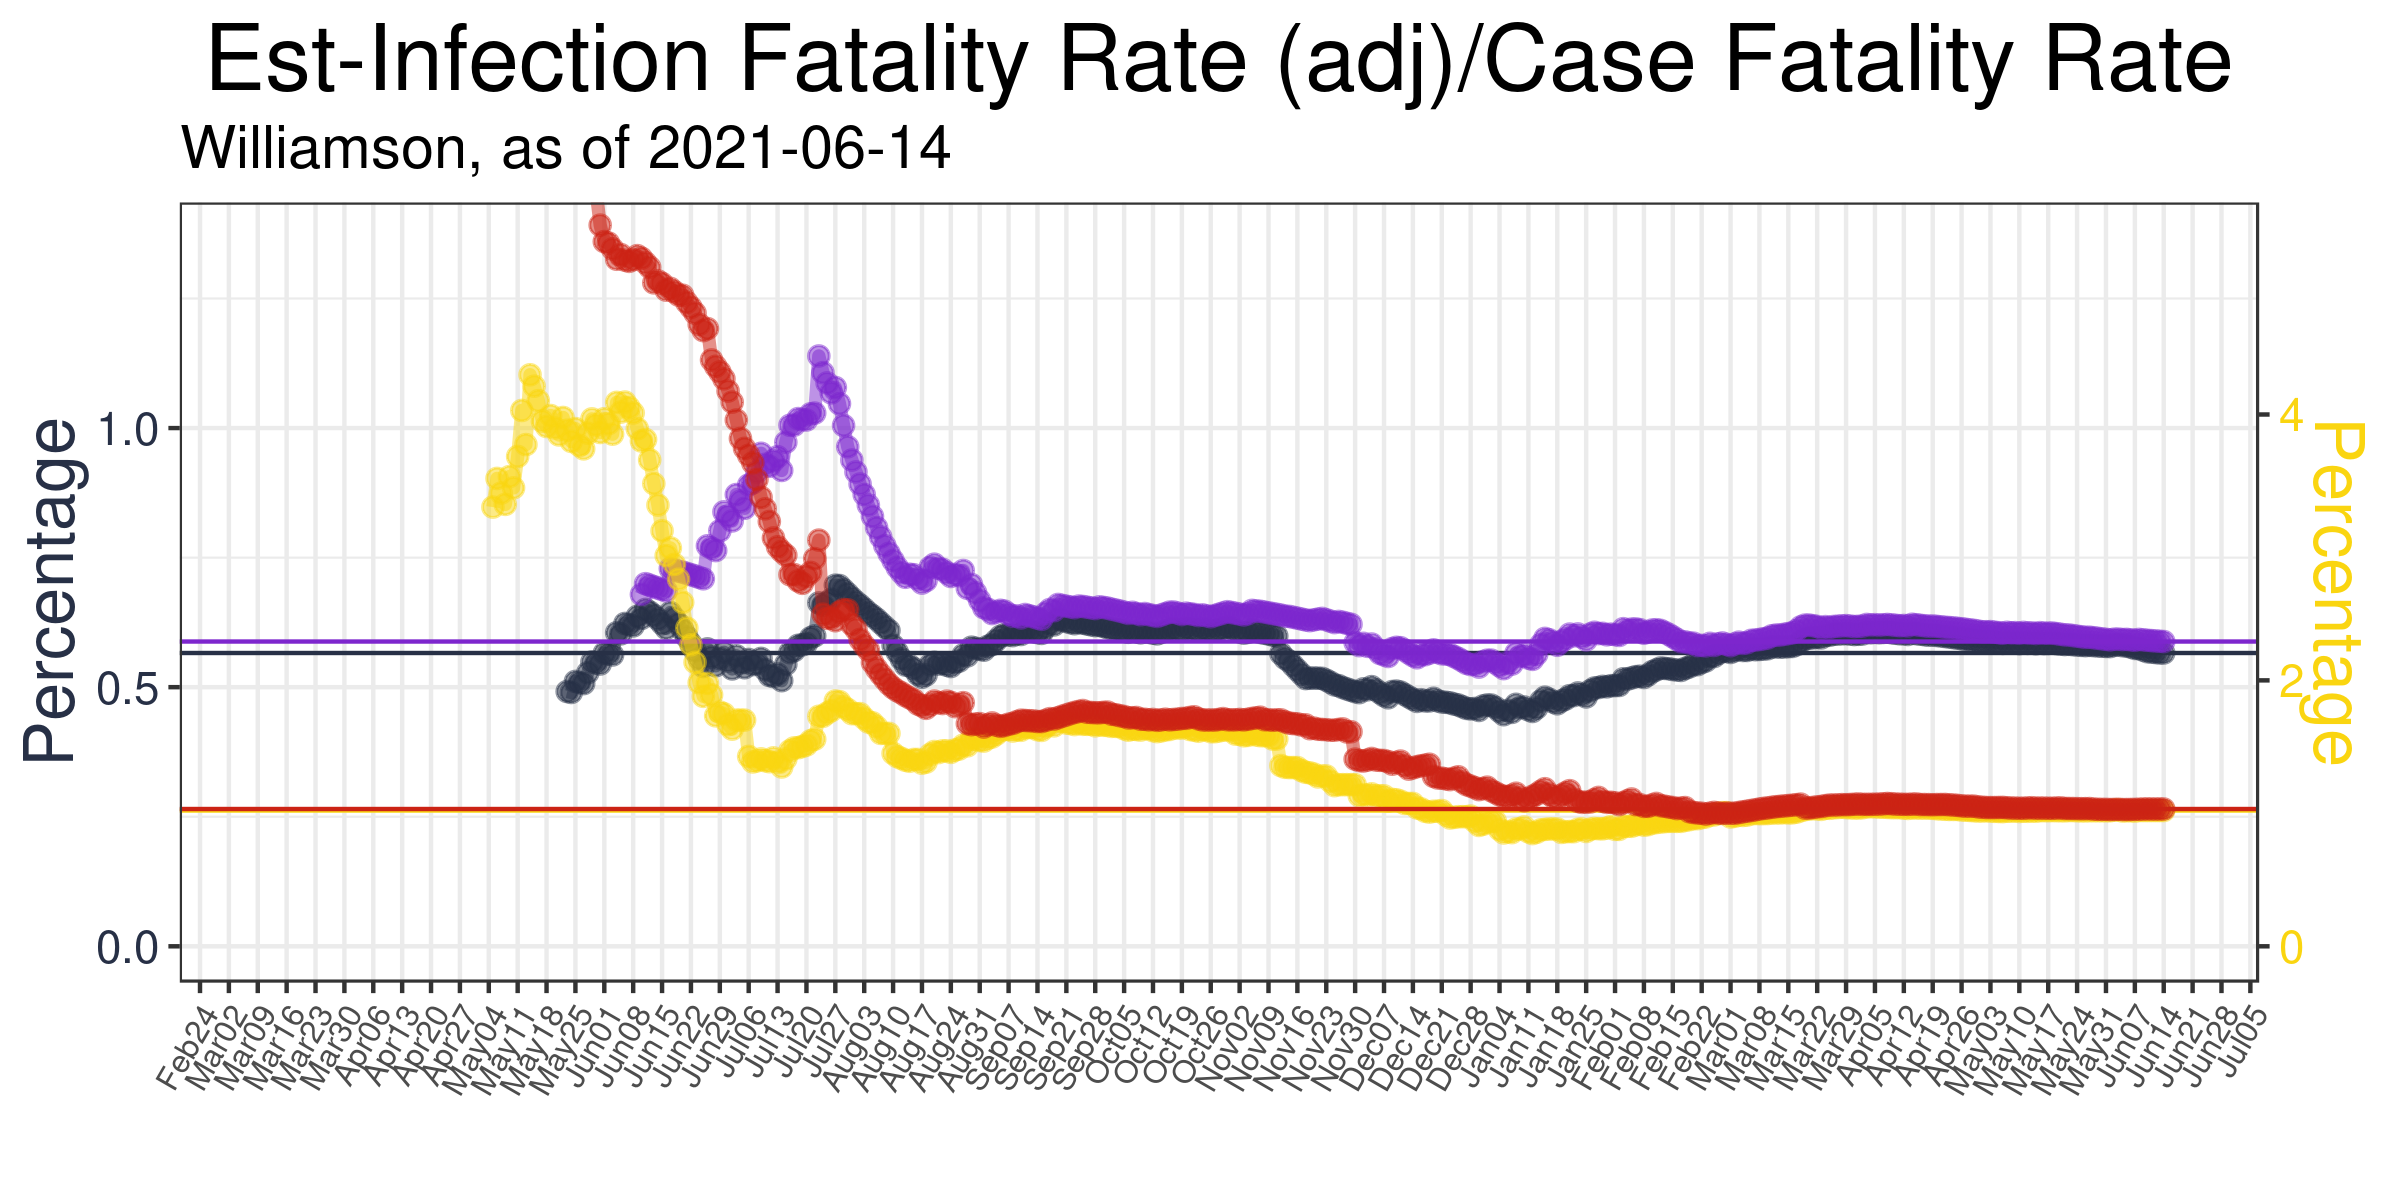 Est-Infection Fatality Rate (adj)/Case Fatality Rate
Williamson, as of 2021-06-14
Percentage
1.0
0.5
0.0
4
2
0
Percentage
Feb24
Mar02
Mar09
Mar16
Mar23
Mar30
Apr06
Apr13
Apr20
Apr27
May04
May11
May18
May25
Jun01
Jun08
Jun15
Jun22
Jun29
Jul06
Jul13
Jul20
Jul27
Aug03
Aug10
Aug17
Aug24
Aug31
Sep07
Sep14
Sep21
Sep28
Oct05
Oct12
Oct19
Oct26
Nov02
Nov09
Nov16
Nov23
Nov30
Dec07
Dec14
Dec21
Dec28
Jan04
Jan11
Jan18
Jan25
Feb01
Feb08
Feb15
Feb22
Mar01
Mar08
Mar15
Mar22
Mar29
Apr05
Apr12
Apr19
Apr26
May03
May10
May17
May24
May31
Jun07
Jun14
Jun21
Jun28
Jul05